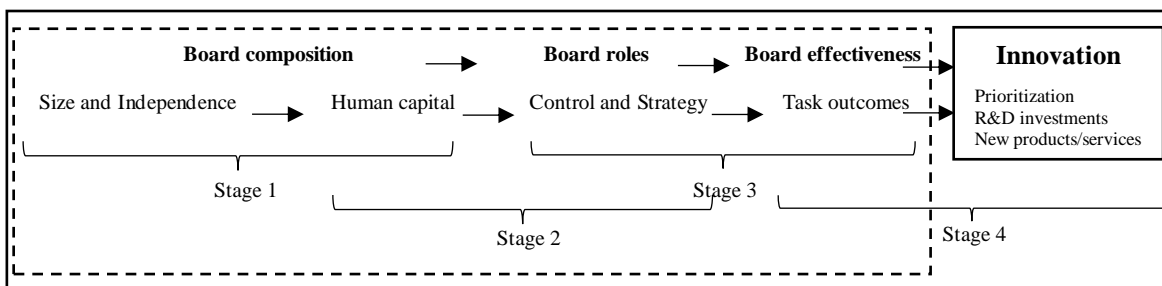 Board composition Board roles Board effectiveness
Innovation
Size and Independence Human capital Control and Strategy Task outcomes
Prioritization
R&D investments
New products/services
Stage 1 Stage 3
Stage 2 Stage 4